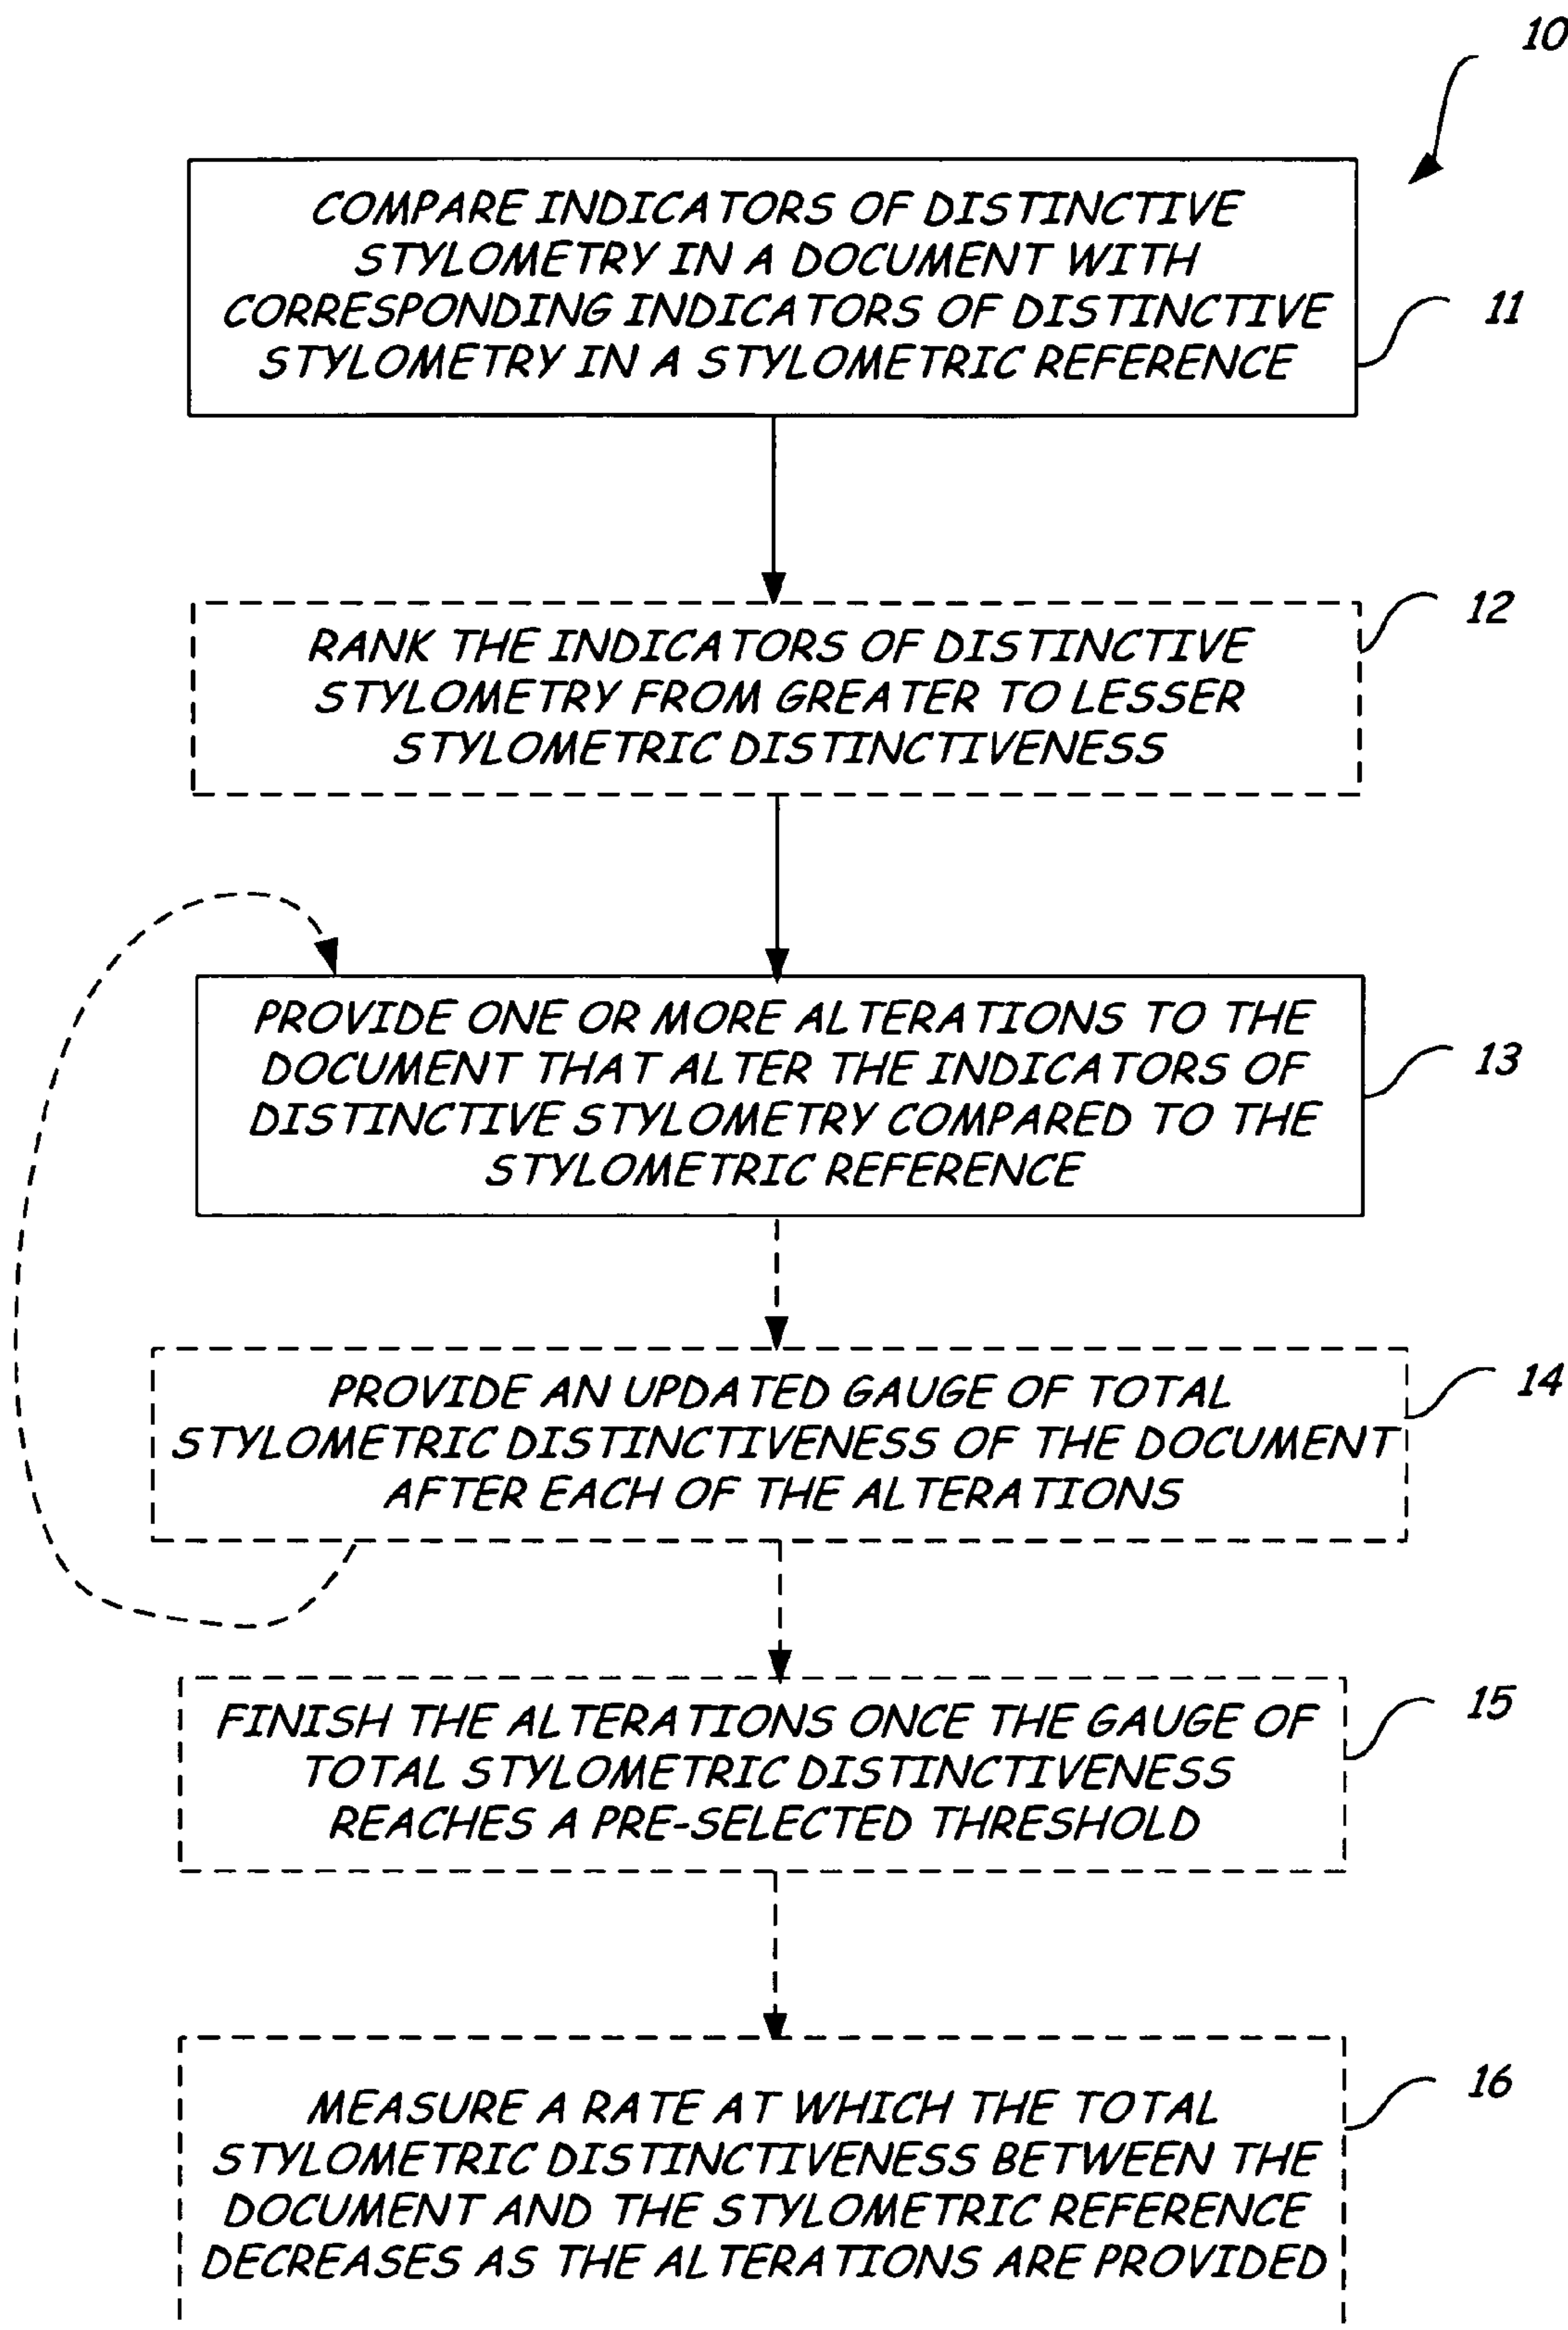 10
COMPARE INDICATORS OF DISTINCTIVE
STYLOMETRY IN A DOCUMENT WITH
CORRESPONDING INDICATORS OF DISTINCTIVE
STYLOMETRY IN A STYLOMETRIC REFERENCE
11
12
RANK THE INDICATORS OF DISTINCTIVE
STYLOMETRY FROM GREATER TO LESSER
STYLOMETRIC DISTINCTIVENESS
PROVIDE ONE OR MORE ALTERATIONS TO THE
DOCUMENT THAT ALTER THE INDICATORS OF
DISTINCTIVE STYLOMETRY COMPARED TO THE
STYLOMETRIC REFERENCE
13
PROVIDE AN UPDATED GAUGE OF TOTAL
STYLOMETRIC DISTINCTIVENESS OF THE DOCUMENT
AFTER EACH OF THE ALTERATIONS
14
FINISH THE ALTERATIONS ONCE THE GAUGE OF
TOTAL STYLOMETRIC DISTINCTIVENESS
REACHES A PRE-SELECTED THRESHOLD
15
16
MEASURE A RATE AT WHICH THE TOTAL
STYLOMETRIC DISTINCTIVENESS BETWEEN THE
DOCUMENT AND THE STYLOMETRIC REFERENCE
DECREASES AS THE ALTERATIONS ARE PROVIDED